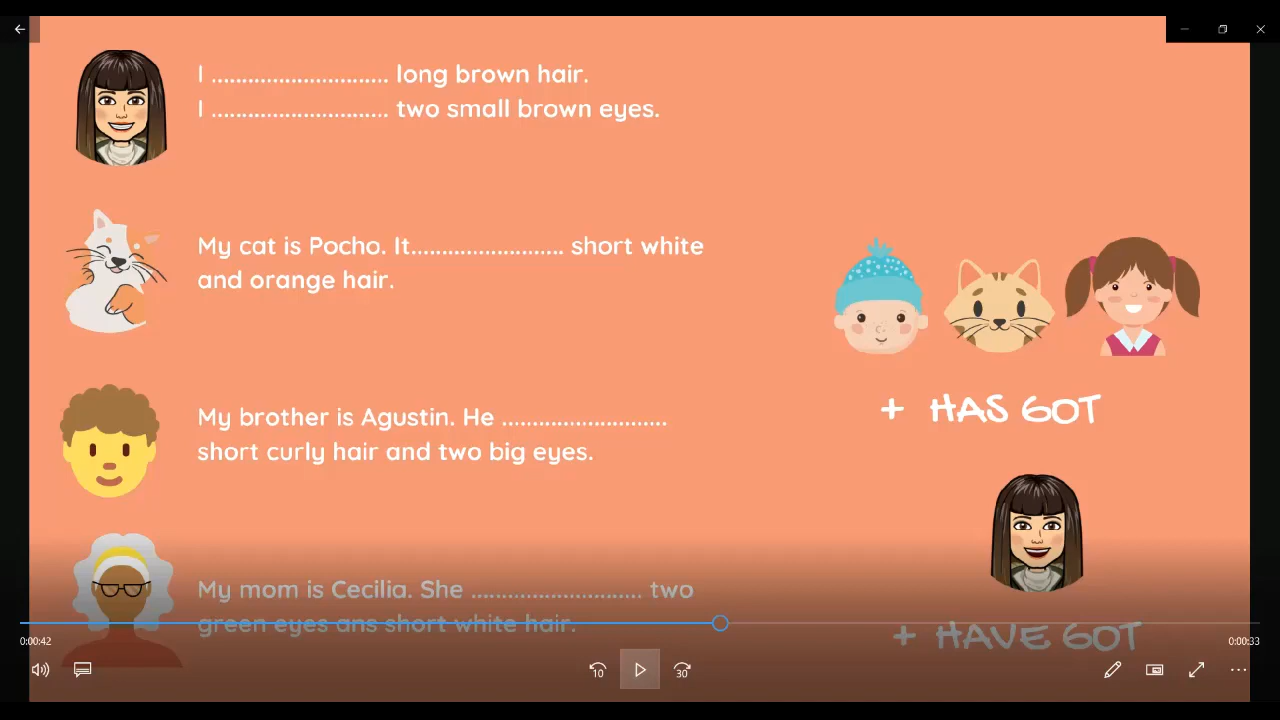 I ............................. long brown hair.
I ............................. two small brown eyes.
My cat is Pocho. It......................... short white
and orange hair.
My brother is Agustin. He ...........................
short curly hair and two big eyes.
+ HAS GOT
My mom is Cecilia. She ............................ two
green eyes ans short white hair.
+ HAVE GOT
0:00:42
0:00:33
10
30